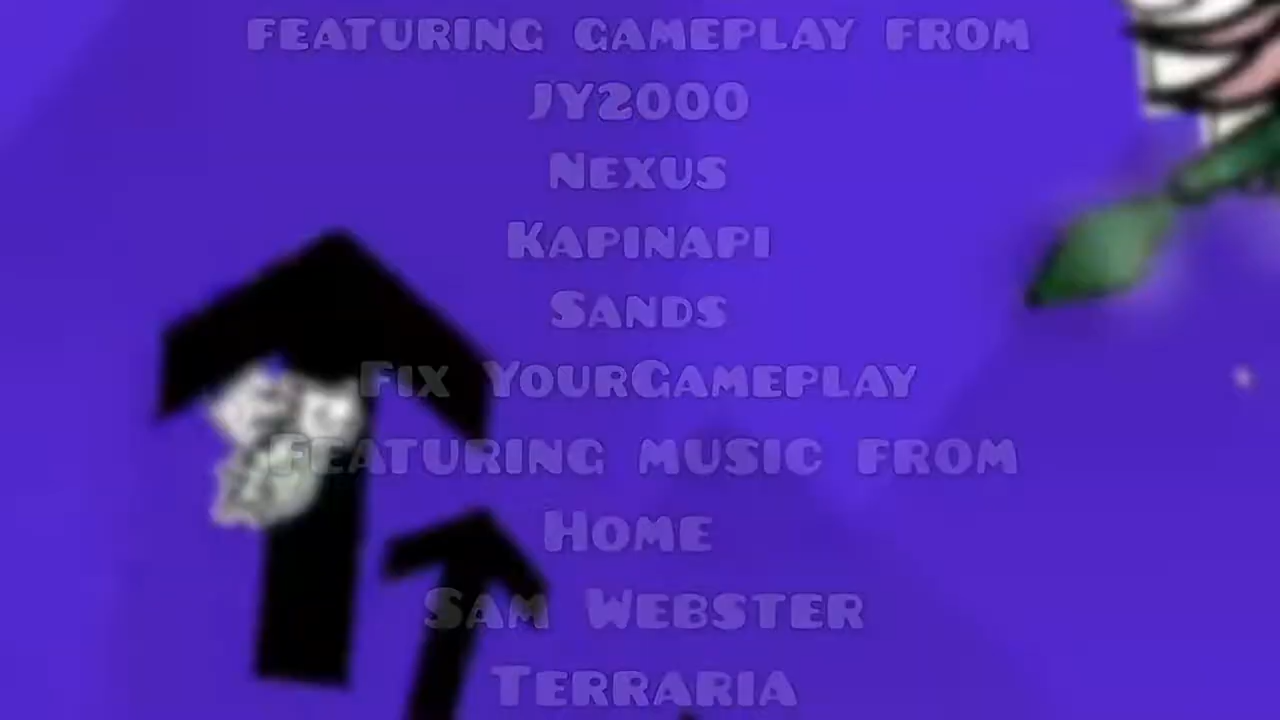 FEATURING GAMEPLAY FROM
JY2000
NEXUS
KAPINAPI
SANDS
FIX YOURGAMEPLAY
FEATURING MUSIC FROM
HOME
SAM WEBSTER
TERRARIA